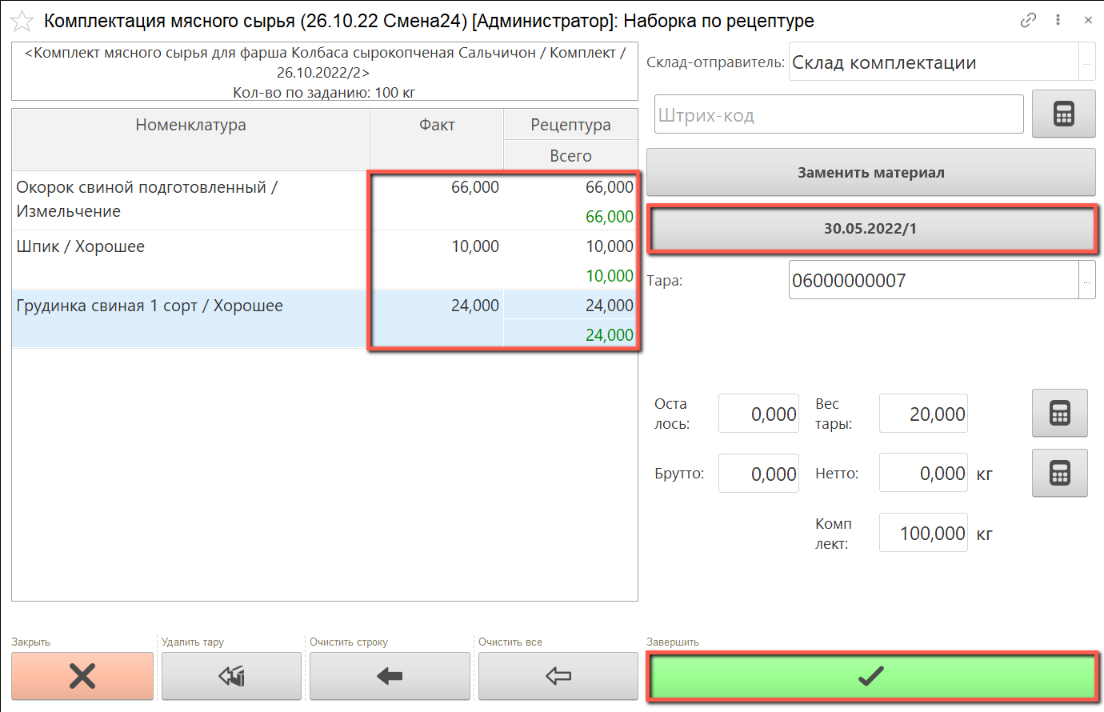 Комплектация мясного сырья (26.10.22 Смена24) [Администратор]: Наборка по рецептуре
<Комплект мясного сырья для фарша Колбаса сырокопченая Сальчичон / Комплект /
26.10.2022/2>
Кол-во по заданию: 100 кг
Номенклатура Факт Рецептура
Всего
Окорок свиной подготовленный /
Измельчение
66,000 66,000
66,000
Шпик / Хорошее 10,000 10,000
10,000
Грудинка свиная 1 сорт / Хорошее 24,000 24,000
24,000
Склад-отправитель: Склад комплектации ...
Штрих-код
Заменить материал
30.05.2022/1
Тара: 06000000007 ...
Оста
лось:
0,000
Вес
тары:
20,000
Брутто: 0,000 Нетто: 0,000 кг
Комп
лект:
100,000 кг
Закрыть Удалить тару Очистить строку Очистить все Завершить